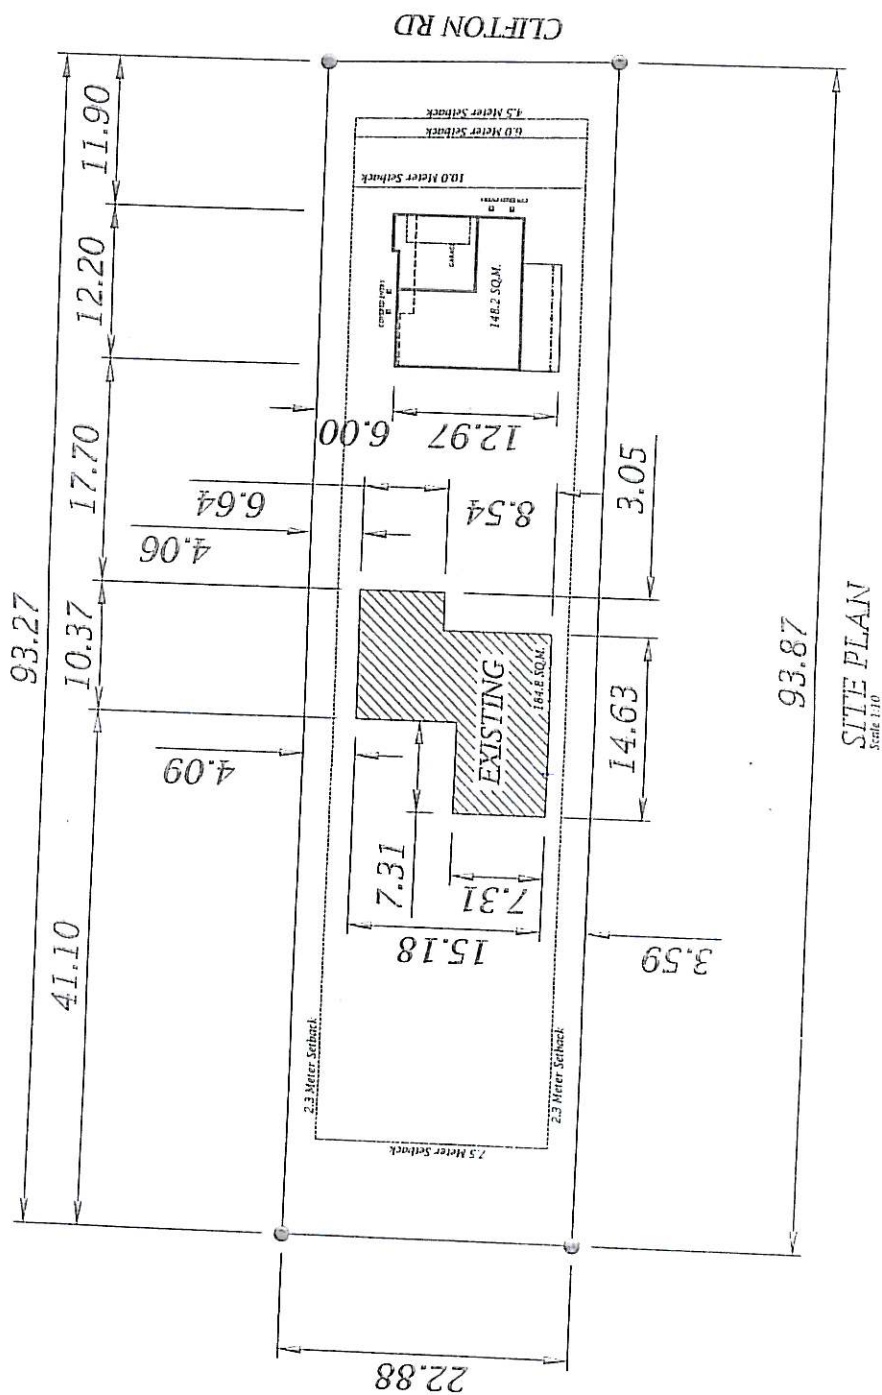 CLIFTON RD
11.90
12.20
17.70
10.37
41.10
93.27
4.5 Meter Setback
6.0 Meter Setback
10.0 Meter Setback
GARAGE
148.2 SQ.M.
6.00
12.97
6.64
4.06
8.54
3.05
EXISTING
184.8 SQ.M.
4.09
7.31
7.31
15.18
14.63
3.59
93.87
2.3 Meter Setback
2.3 Meter Setback
7.5 Meter Setback
22.88
SITE PLAN
Scale 1:10